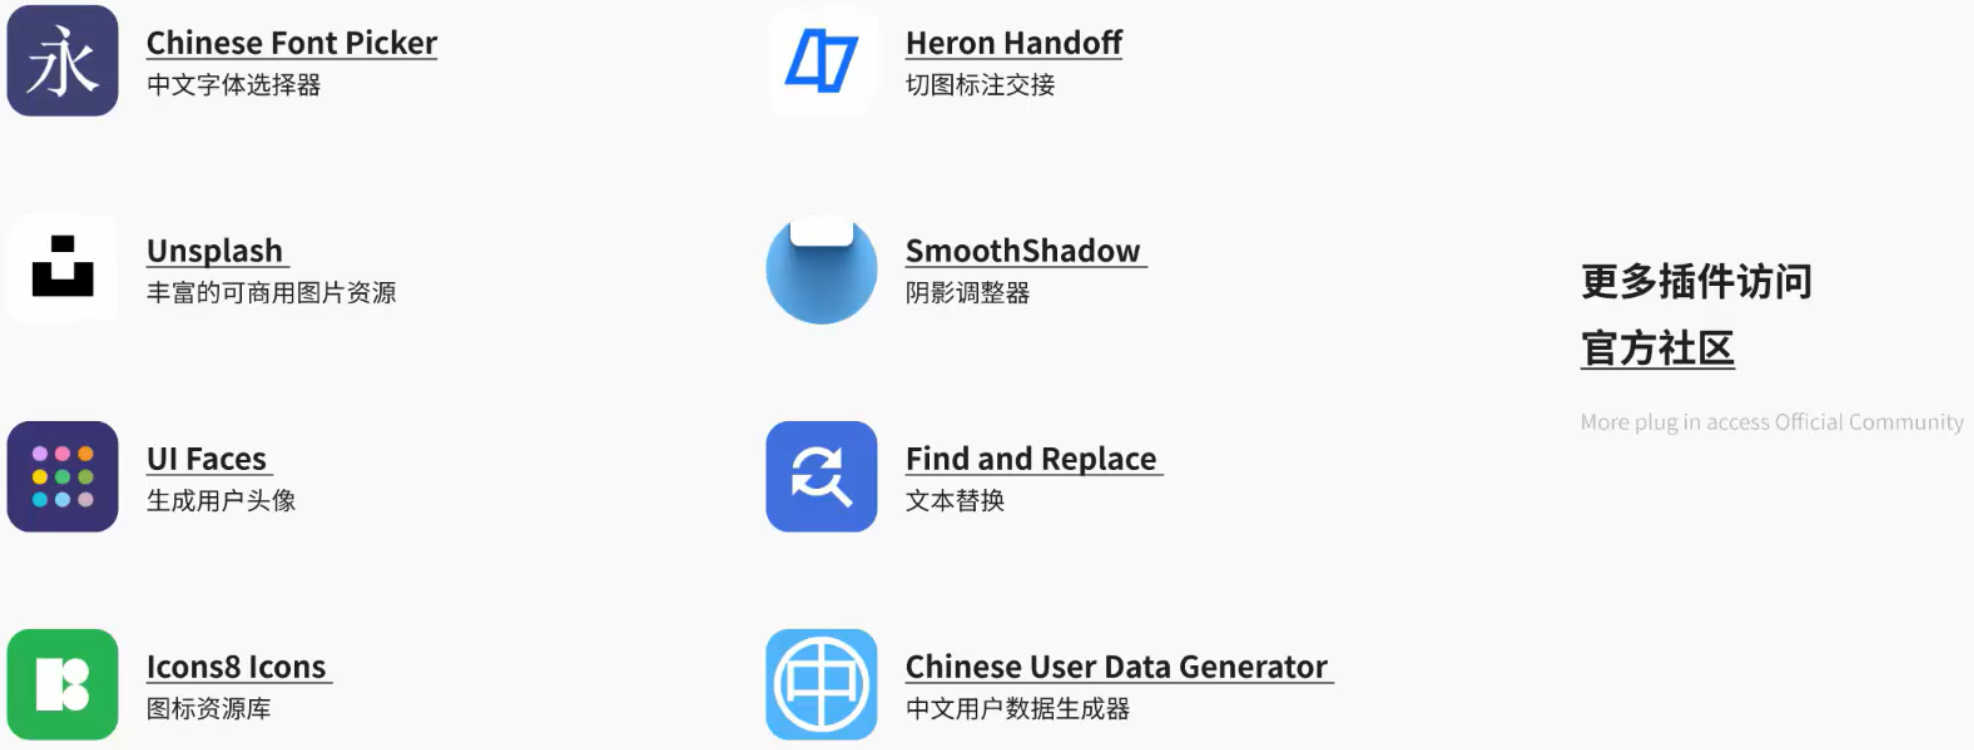 永
Chinese Font Picker
中文字体选择器
Heron Handoff
切图标注交接
Unsplash
丰富的可商用图片资源
SmoothShadow
阴影调整器
UI Faces
生成用户头像
Find and Replace
文本替换
Icons8 Icons
图标资源库
中
Chinese User Data Generator
中文用户数据生成器
更多插件访问
官方社区
More plug in access Official Community